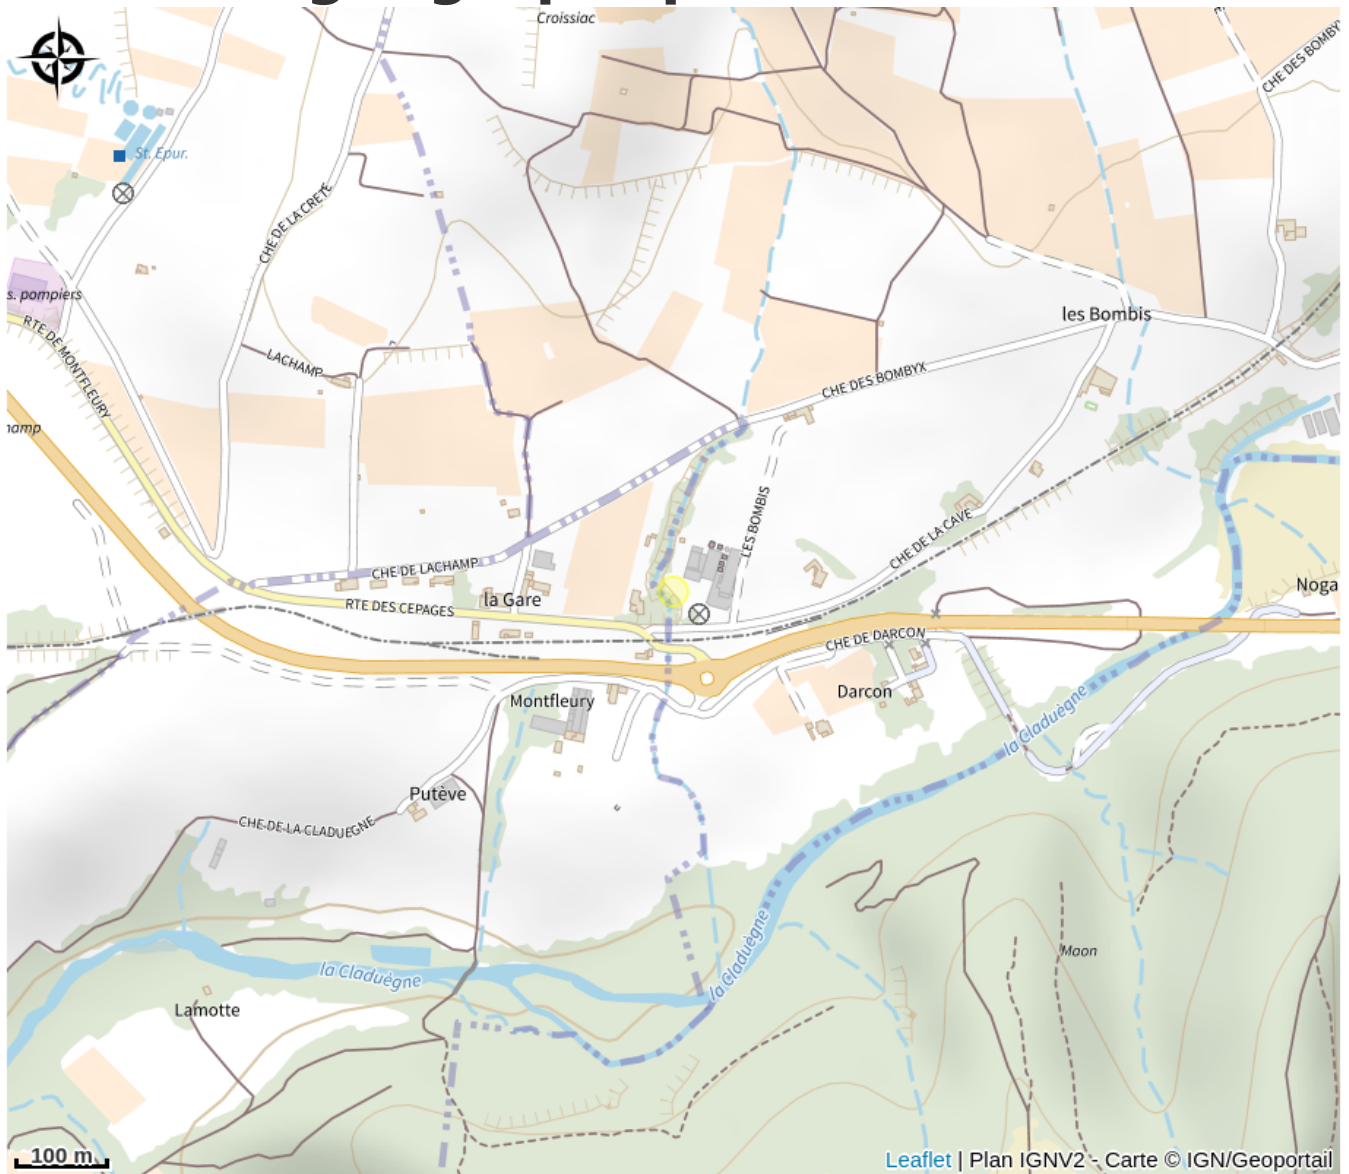 Croissiac
CHE DES BOMBY
St. Epur.
CHE DE LA CRETE
s. pompiers
les Bombis
RTE DE MONTFLEURY
LACHAMP
CHE DES BOMBYX
hamp
LES BOMBIS
CHE DE LA CAVE
CHE DE LACHAMP
la Gare
RTE DES CEPAGES
Noga
CHE DE DARCON
Darcon
Montfleury
la Claduègne
Putève
CHE DE LA CLADUEGNE
la Claduègne
Maon
la Claduègne
Lamotte
100 m
Leaflet | Plan IGNV2 - Carte © IGN/Geoportail